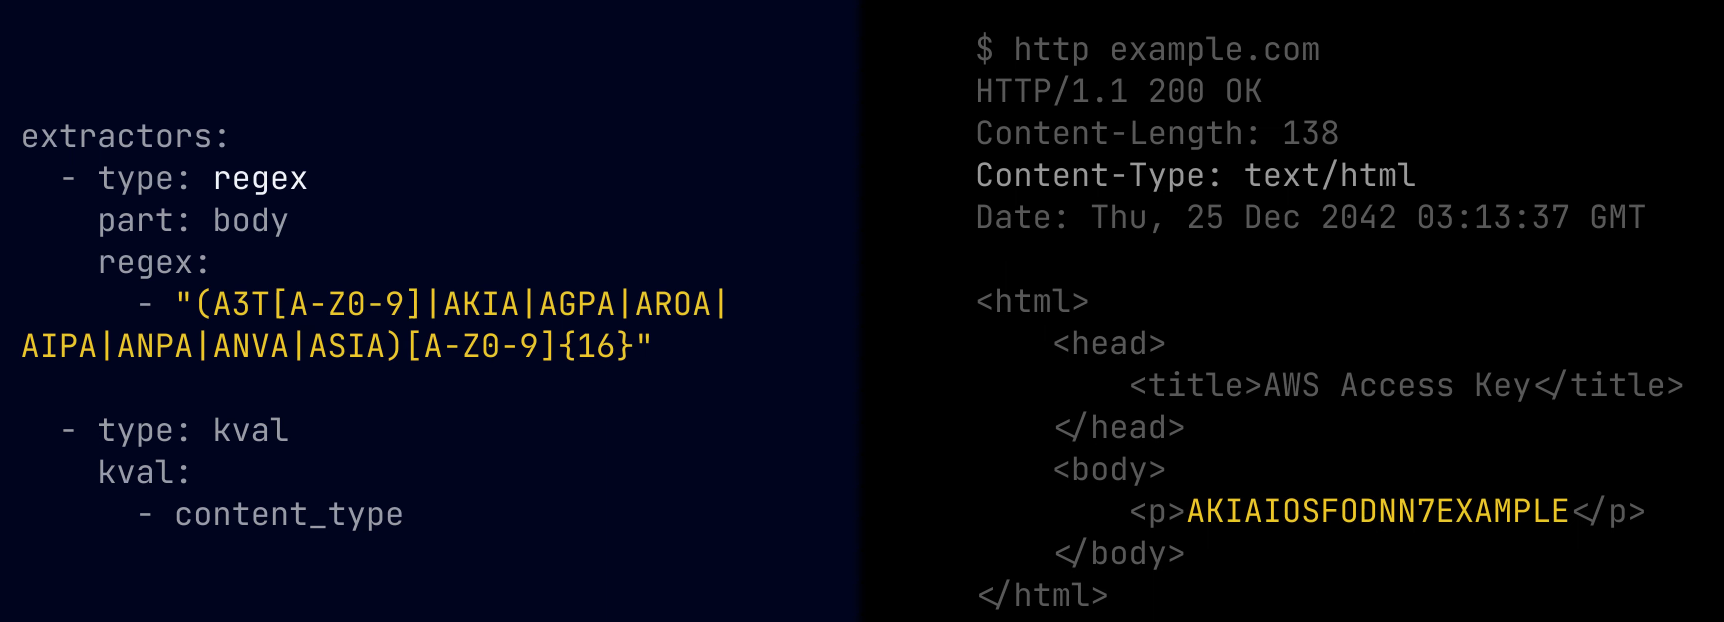 extractors:
  - type: regex
    part: body
    regex:
      - "(A3T[A-Z0-9]|AKIA|AGPA|AROA|
AIPA|ANPA|ANVA|ASIA)[A-Z0-9]{16}"
  - type: kval
    kval:
      - content_type
$ http example.com
HTTP/1.1 200 OK
Content-Length: 138
Content-Type: text/html
Date: Thu, 25 Dec 2042 03:13:37 GMT
<html>
    <head>
        <title>AWS Access Key</title>
    </head>
    <body>
        <p>AKIAIOSFODNN7EXAMPLE</p>
    </body>
</html>